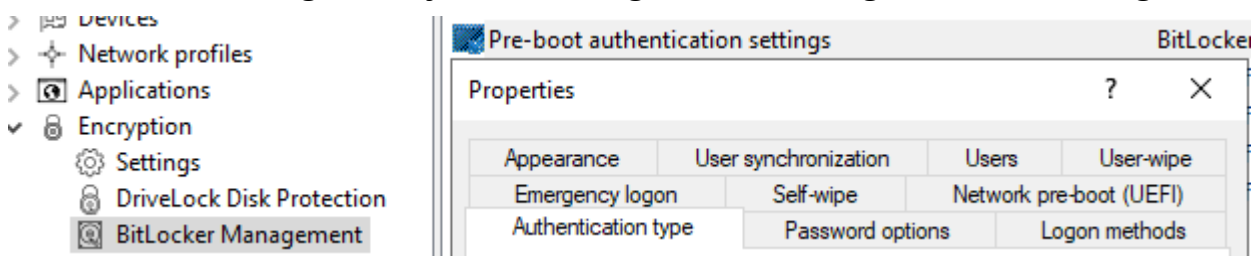 Devices
Network profiles
Applications
Encryption
Settings
DriveLock Disk Protection
BitLocker Management
Pre-boot authentication settings BitLocker
Properties ? ×
Appearance User synchronization Users User-wipe
Emergency logon Self-wipe Network pre-boot (UEFI)
Authentication type Password options Logon methods